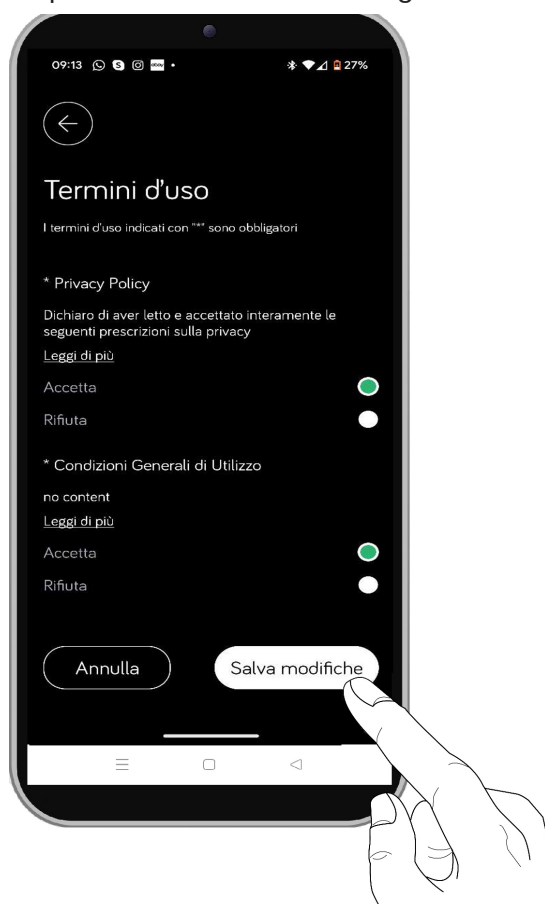 09:13
27%
Termini d'uso
I termini d'uso indicati con "*" sono obbligatori
* Privacy Policy
Dichiaro di aver letto e accettato interamente le
seguenti prescrizioni sulla privacy
Leggi di più
Accetta
Rifiuta
* Condizioni Generali di Utilizzo
no content
Leggi di più
Accetta
Rifiuta
Annulla
Salva modifiche